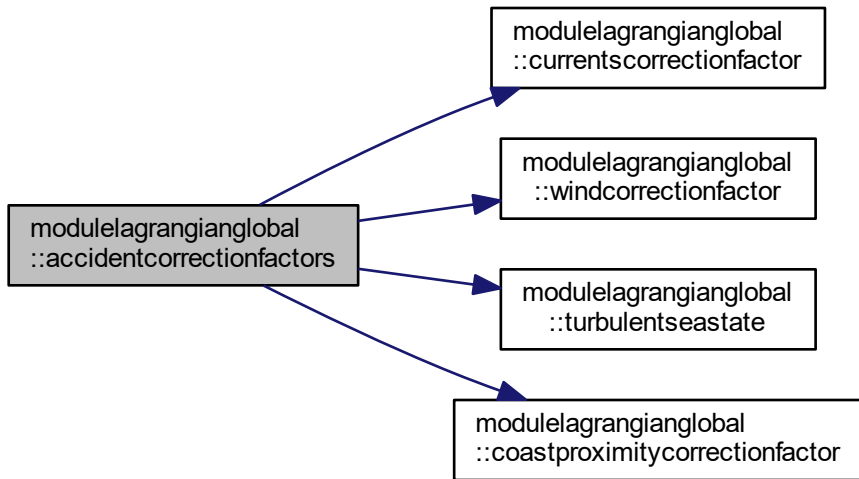 modulelagrangianglobal
::accidentcorrectionfactors
modulelagrangianglobal
::currentscorrectionfactor
modulelagrangianglobal
::windcorrectionfactor
modulelagrangianglobal
::turbulentseastate
modulelagrangianglobal
::coastproximitycorrectionfactor